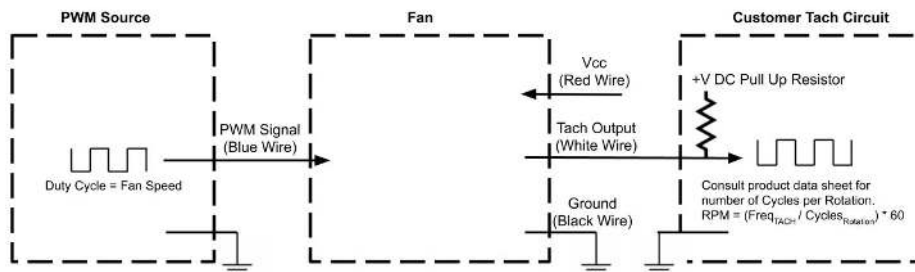 PWM Source
Fan
Customer Tach Circuit
Vcc
(Red Wire)
+V DC Pull Up Resistor
PWM Signal
(Blue Wire)
Tach Output
(White Wire)
Duty Cycle = Fan Speed
Consult product data sheet for
number of Cycles per Rotation.
RPM = (Freq_TACH / Cycles_Rotation) * 60
Ground
(Black Wire)